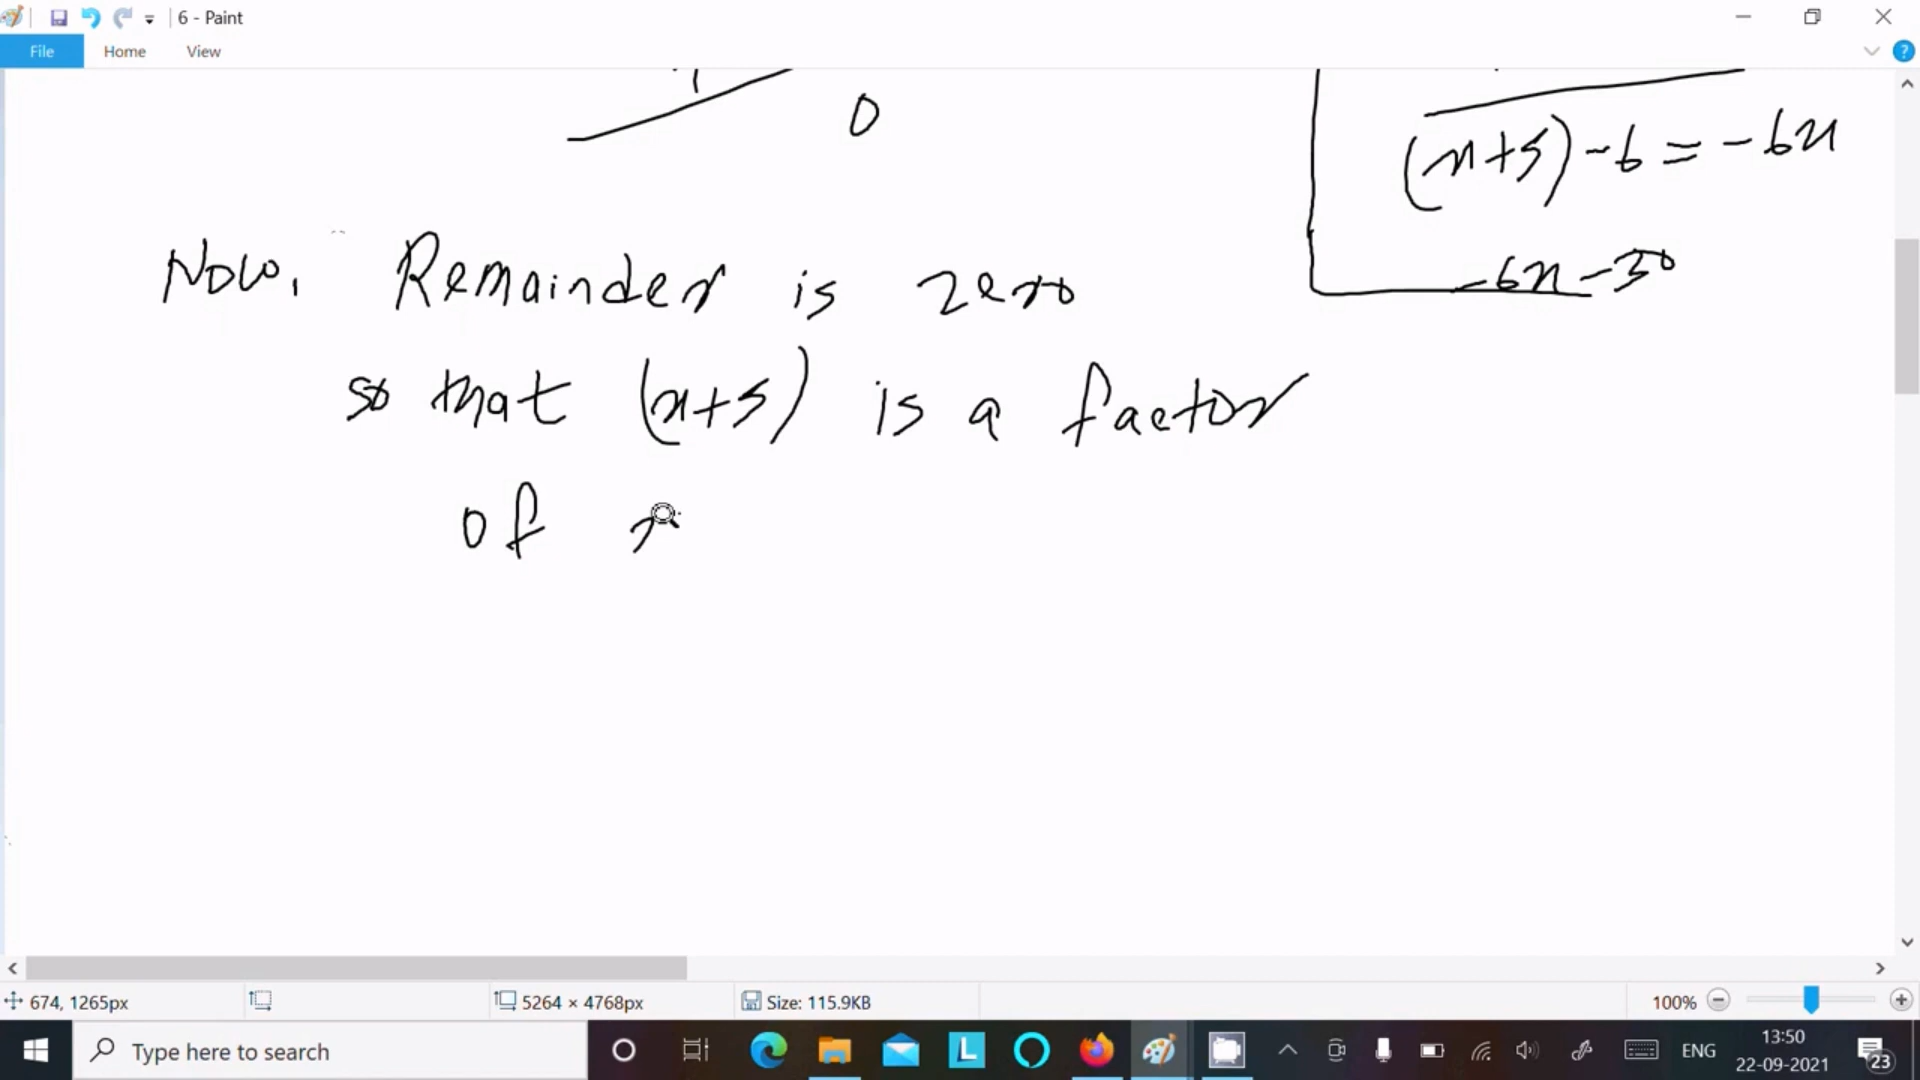 6 - Paint
File Home View
0
(x+5) -6 = -6x
-6x -30
Now, Remainder is zero
so that (x+5) is a factor
of x
674, 1265px
5264 × 4768px
Size: 115.9KB
100%
Type here to search
L
ENG
13:50
22-09-2021
23